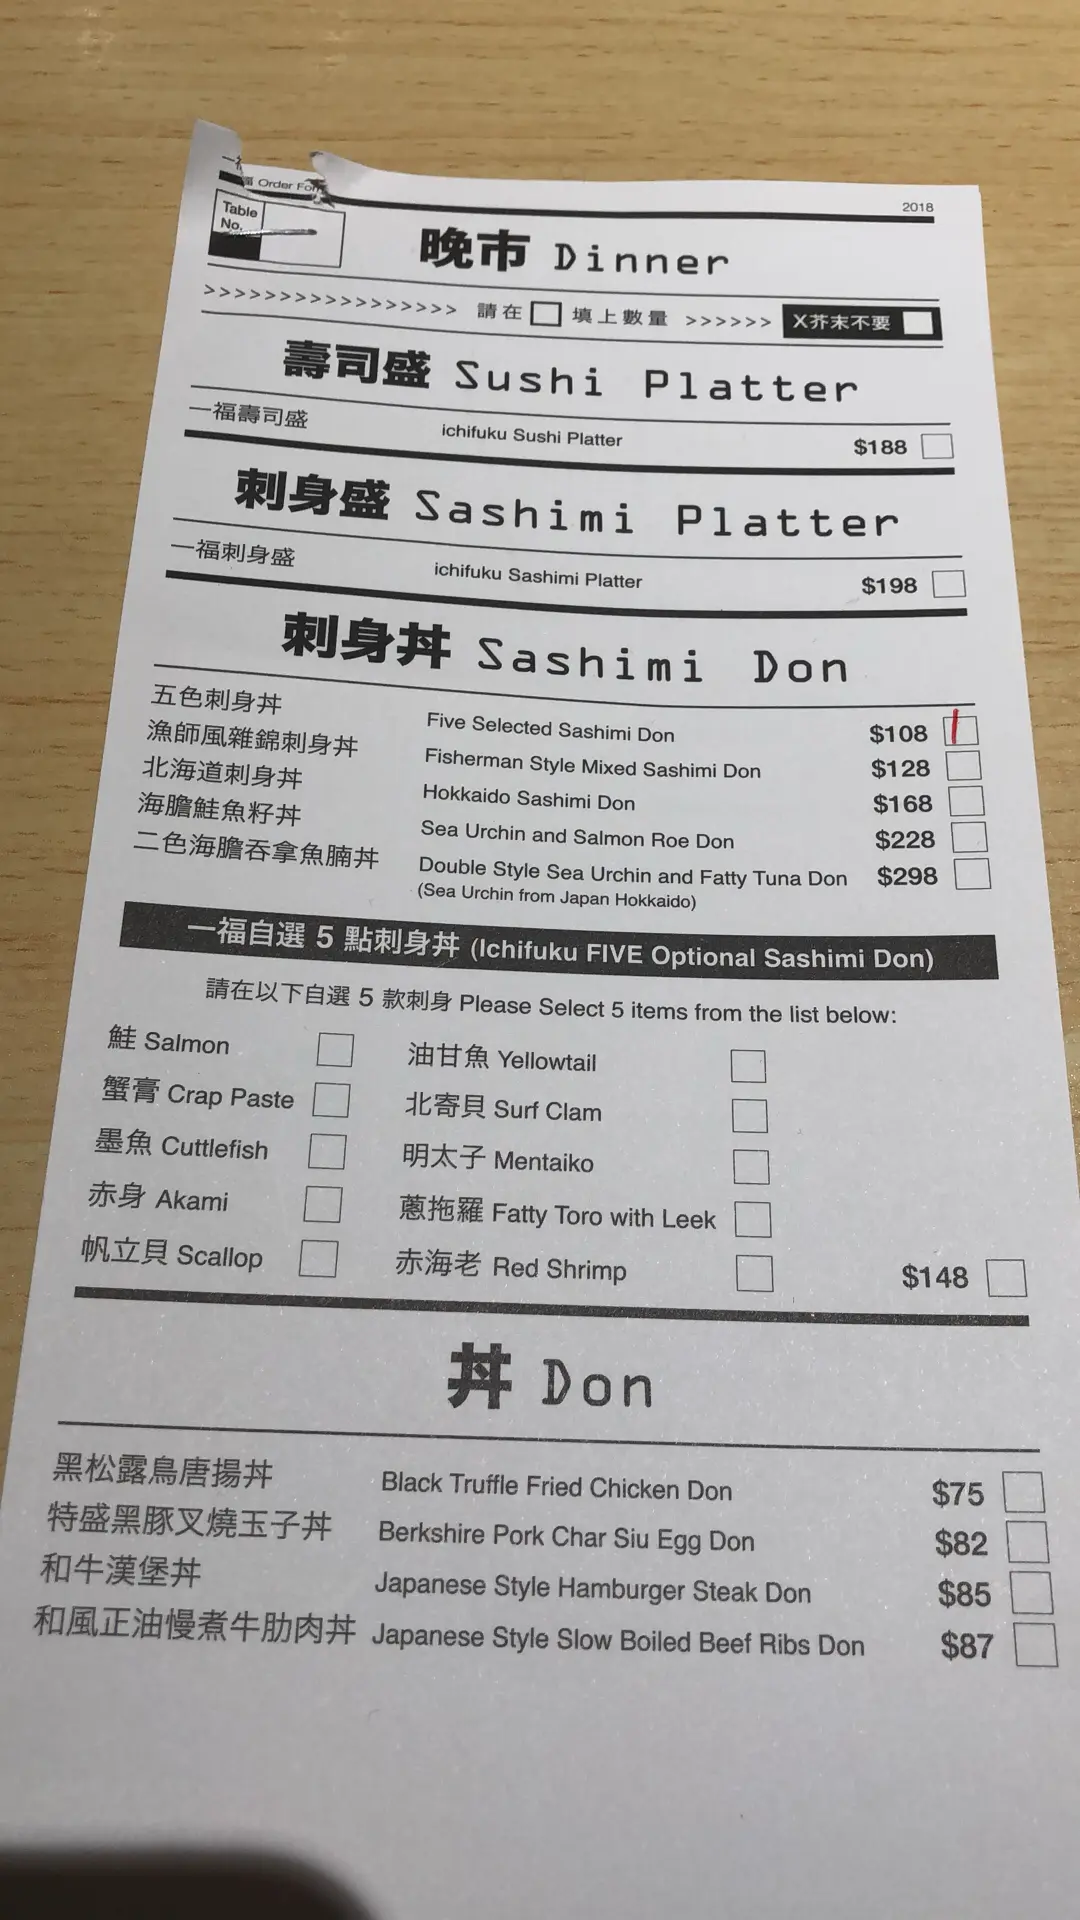 Order
2018
Table
No.
晚市 Dinner
>>>>>>>>>>>>>>>>> 請在 填上數量 >>>>>> X芥末不要
壽司盛 Sushi Platter
一福壽司盛 ichifuku Sushi Platter $188
刺身盛 Sashimi Platter
一福刺身盛 ichifuku Sashimi Platter $198
刺身丼 Sashimi Don
五色刺身丼 Five Selected Sashimi Don $108
漁師風雜錦刺身丼 Fisherman Style Mixed Sashimi Don $128
北海道刺身丼 Hokkaido Sashimi Don $168
海膽鮭魚籽丼 Sea Urchin and Salmon Roe Don $228
二色海膽吞拿魚腩丼 Double Style Sea Urchin and Fatty Tuna Don $298
(Sea Urchin from Japan Hokkaido)
一福自選 5 點刺身丼 (Ichifuku FIVE Optional Sashimi Don)
請在以下自選 5 款刺身 Please Select 5 items from the list below:
鮭 Salmon 油甘魚 Yellowtail
蟹膏 Crap Paste 北寄貝 Surf Clam
墨魚 Cuttlefish 明太子 Mentaiko
赤身 Akami 蔥拖羅 Fatty Toro with Leek
帆立貝 Scallop 赤海老 Red Shrimp $148
丼 Don
黑松露鳥唐揚丼 Black Truffle Fried Chicken Don $75
特盛黑豚叉燒玉子丼 Berkshire Pork Char Siu Egg Don $82
和牛漢堡丼 Japanese Style Hamburger Steak Don $85
和風正油慢煮牛肋肉丼 Japanese Style Slow Boiled Beef Ribs Don $87